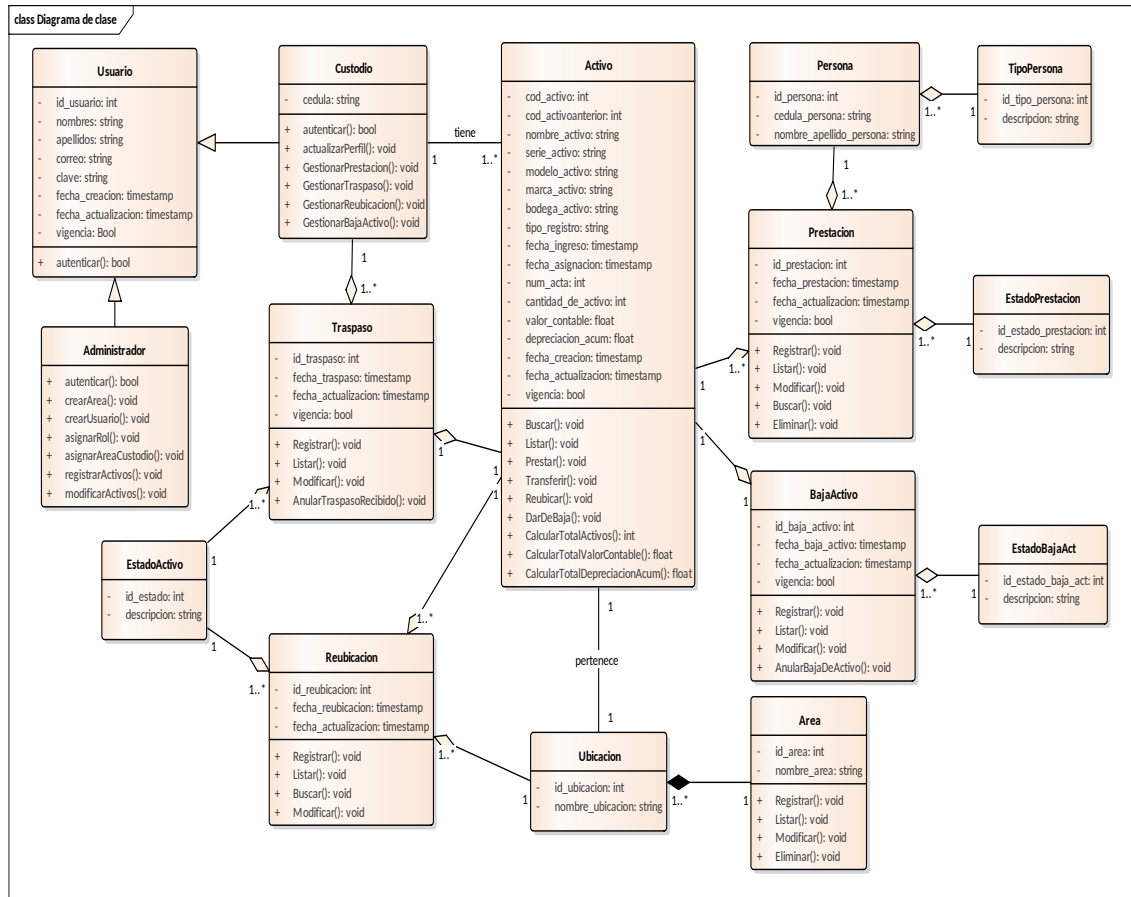 class Diagrama de clase
Usuario
- id_usuario: int
- nombres: string
- apellidos: string
- correo: string
- clave: string
- fecha_creacion: timestamp
- fecha_actualizacion: timestamp
- vigencia: Bool
+ autenticar(): bool
Custodio
- cedula: string
+ autenticar(): bool
+ actualizarPerfil(): void
+ GestionarPrestacion(): void
+ GestionarTraspaso(): void
+ GestionarReubicacion(): void
+ GestionarBajaActivo(): void
tiene
1
1..*
1
1..*
Activo
- cod_activo: int
- cod_activoanterior: int
- nombre_activo: string
- serie_activo: string
- modelo_activo: string
- marca_activo: string
- bodega_activo: string
- tipo_registro: string
- fecha_ingreso: timestamp
- fecha_asignacion: timestamp
- num_acta: int
- cantidad_de_activo: int
- valor_contable: float
- depreciacion_acum: float
- fecha_creacion: timestamp
- fecha_actualizacion: timestamp
- vigencia: bool
+ Buscar(): void
+ Listar(): void
+ Prestar(): void
+ Transferir(): void
+ Reubicar(): void
+ DarDeBaja(): void
+ CalcularTotalActivos(): int
+ CalcularTotalValorContable(): float
+ CalcularTotalDepreciacionAcum(): float
Persona
- id_persona: int
- cedula_persona: string
- nombre_apellido_persona: string
1..*
1
TipoPersona
- id_tipo_persona: int
- descripcion: string
1
1..*
Prestacion
- id_prestacion: int
- fecha_prestacion: timestamp
- fecha_actualizacion: timestamp
- vigencia: bool
+ Registrar(): void
+ Listar(): void
+ Modificar(): void
+ Buscar(): void
+ Eliminar(): void
1..*
1
EstadoPrestacion
- id_estado_prestacion: int
- descripcion: string
1
1..*
Administrador
+ autenticar(): bool
+ crearArea(): void
+ crearUsuario(): void
+ asignarRol(): void
+ asignarAreaCustodio(): void
+ registrarActivos(): void
+ modificarActivos(): void
Traspaso
- id_traspaso: int
- fecha_traspaso: timestamp
- fecha_actualizacion: timestamp
- vigencia: bool
+ Registrar(): void
+ Listar(): void
+ Modificar(): void
+ AnularTraspasoRecibido(): void
1
1
1
1..*
1
1
1..*
BajaActivo
- id_baja_activo: int
- fecha_baja_activo: timestamp
- fecha_actualizacion: timestamp
- vigencia: bool
+ Registrar(): void
+ Listar(): void
+ Modificar(): void
+ AnularBajaDeActivo(): void
1..*
1
EstadoBajaAct
- id_estado_baja_act: int
- descripcion: string
EstadoActivo
- id_estado: int
- descripcion: string
1
1
1..*
1..*
Reubicacion
- id_reubicacion: int
- fecha_reubicacion: timestamp
- fecha_actualizacion: timestamp
+ Registrar(): void
+ Listar(): void
+ Buscar(): void
+ Modificar(): void
1..*
1
1
pertenece
1
Ubicacion
- id_ubicacion: int
- nombre_ubicacion: string
1..*
1
Area
- id_area: int
- nombre_area: string
+ Registrar(): void
+ Listar(): void
+ Modificar(): void
+ Eliminar(): void